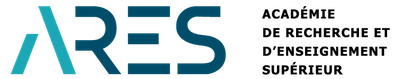 ARES
ACADÉMIE
DE RECHERCHE ET
D'ENSEIGNEMENT
SUPÉRIEUR